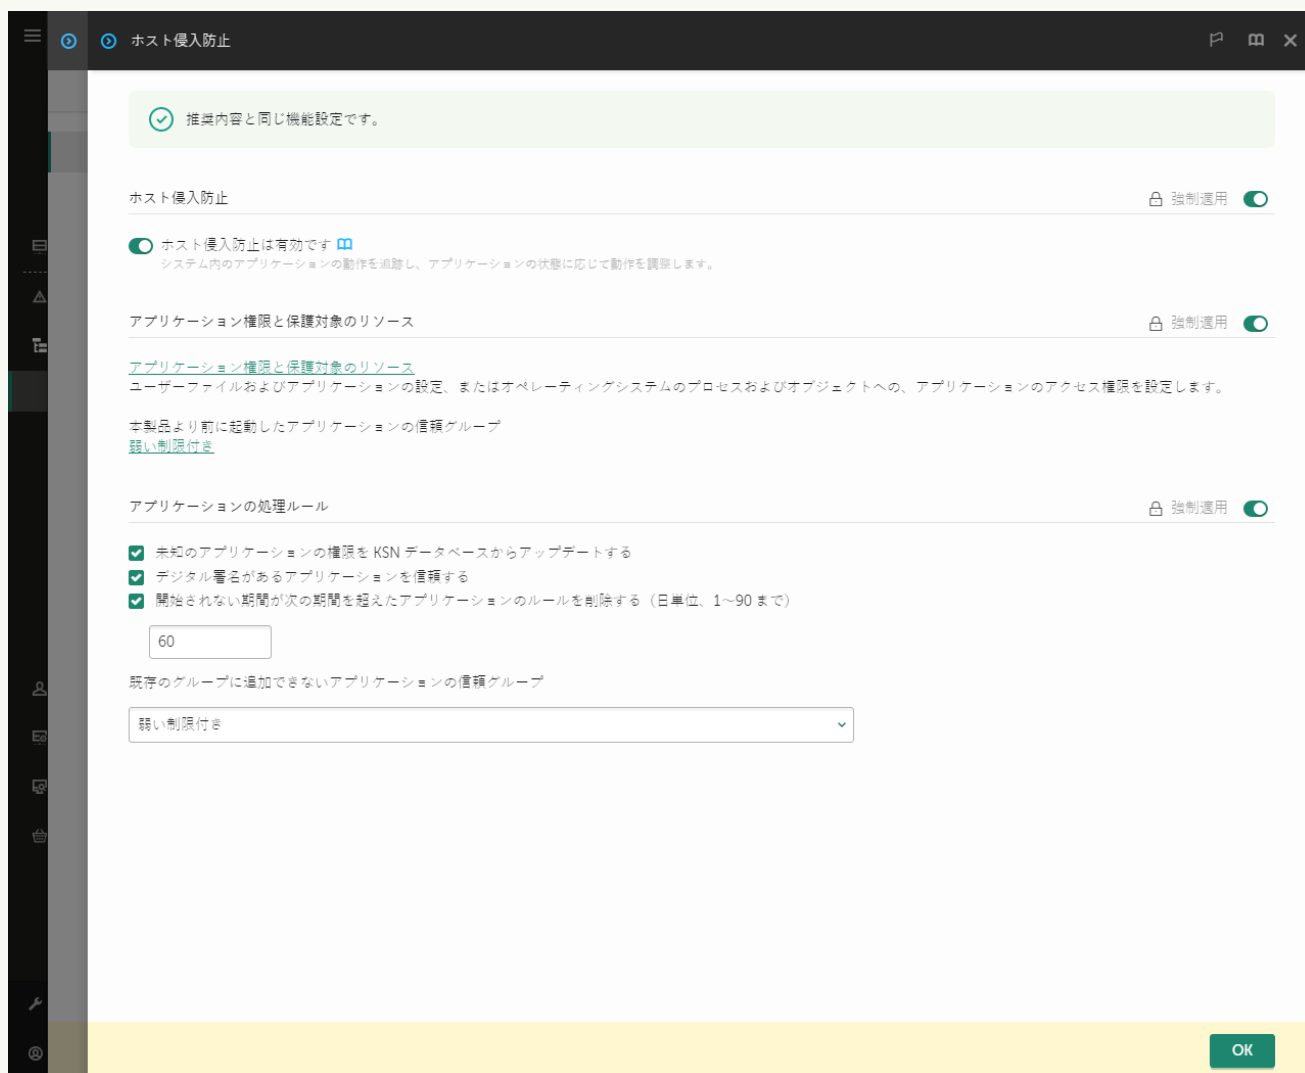 ホスト侵入防止
推奨内容と同じ機能設定です。
ホスト侵入防止
強制適用
ホスト侵入防止は有効です
システム内のアプリケーションの動作を追跡し、アプリケーションの状態に応じて動作を調整します。
アプリケーション権限と保護対象のリソース
強制適用
アプリケーション権限と保護対象のリソース
ユーザーファイルおよびアプリケーションの設定、またはオペレーティングシステムのプロセスおよびオブジェクトへの、アプリケーションのアクセス権限を設定します。
本製品より前に起動したアプリケーションの信頼グループ
弱い制限付き
アプリケーションの処理ルール
強制適用
未知のアプリケーションの権限を KSN データベースからアップデートする
デジタル署名があるアプリケーションを信頼する
開始されない期間が次の期間を超えたアプリケーションのルールを削除する（日単位、1～90 まで）
60
既存のグループに追加できないアプリケーションの信頼グループ
弱い制限付き
OK